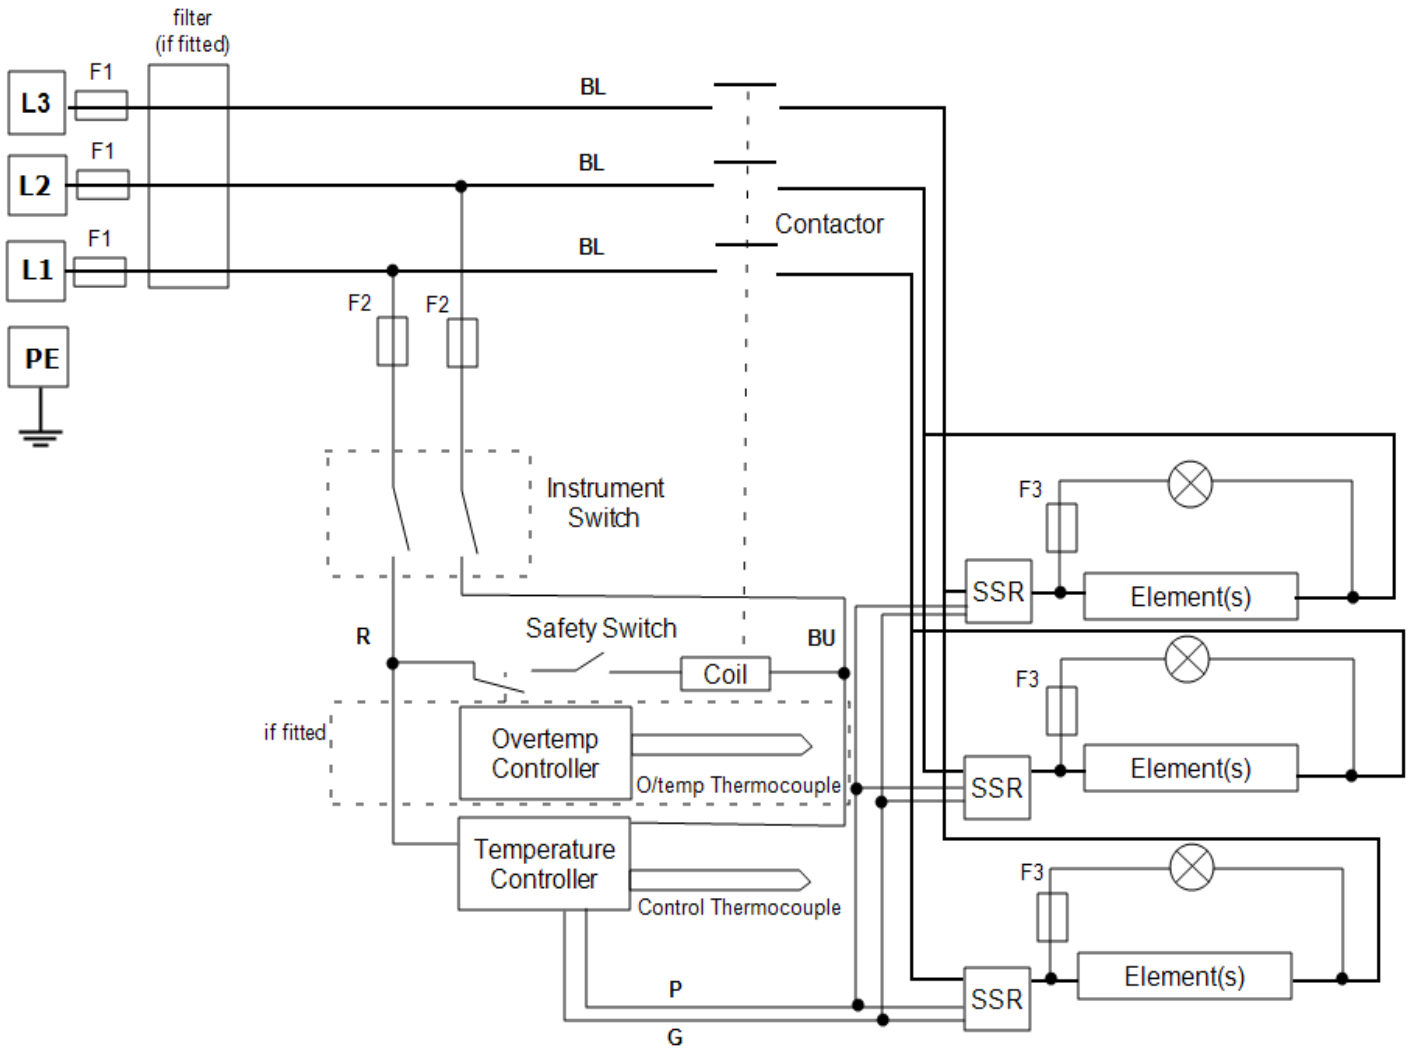 filter
(if fitted)
F1
L3
BL
F1
L2
BL
F1
L1
BL
Contactor
F2
F2
PE
Instrument
Switch
F3
SSR
Element(s)
R
Safety Switch
BU
Coil
F3
if fitted
Overtemp
Controller
O/temp Thermocouple
SSR
Element(s)
Temperature
Controller
Control Thermocouple
F3
SSR
Element(s)
P
G